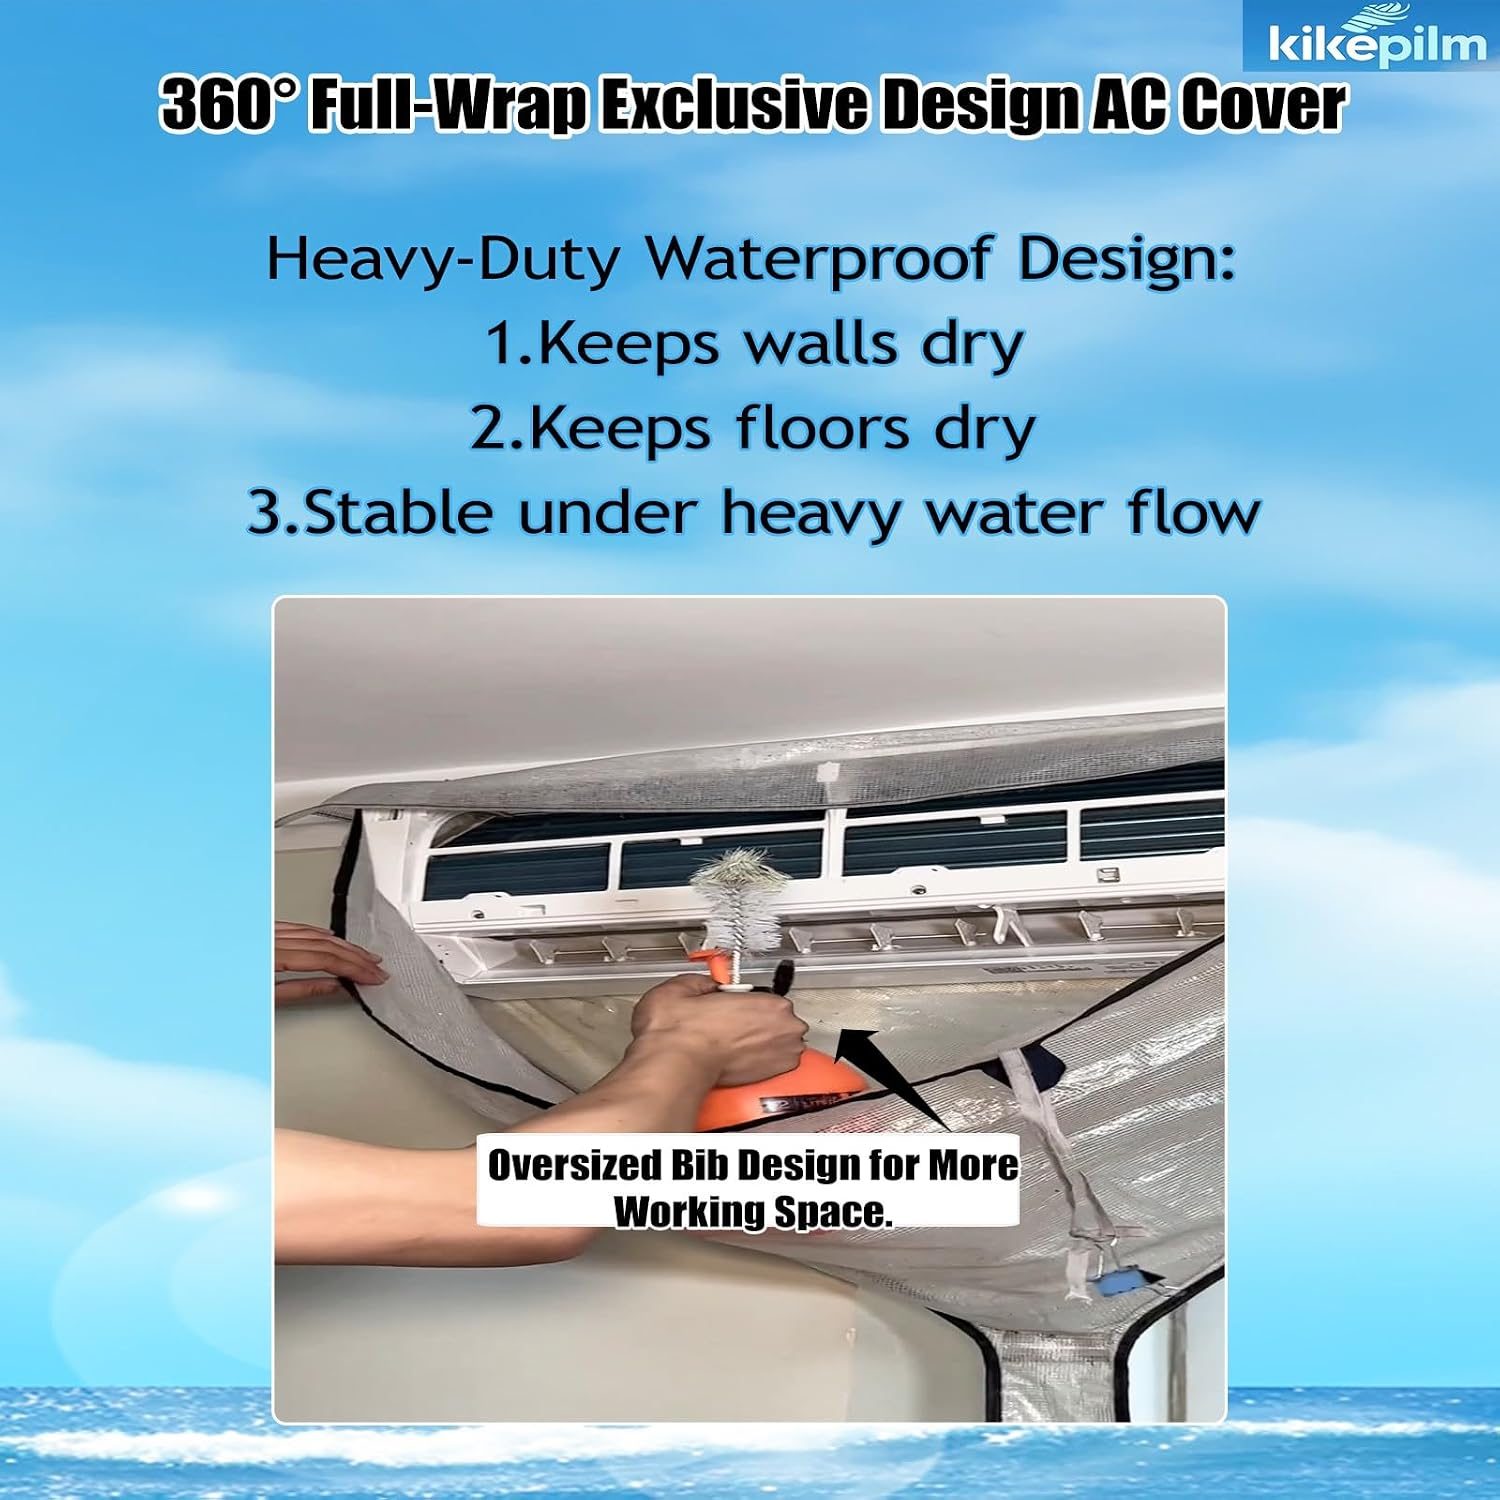 kikepilm
360° Full-Wrap Exclusive Design AC Cover
Heavy-Duty Waterproof Design:
1.Keeps walls dry
2.Keeps floors dry
3.Stable under heavy water flow
Oversized Bib Design for More
Working Space.